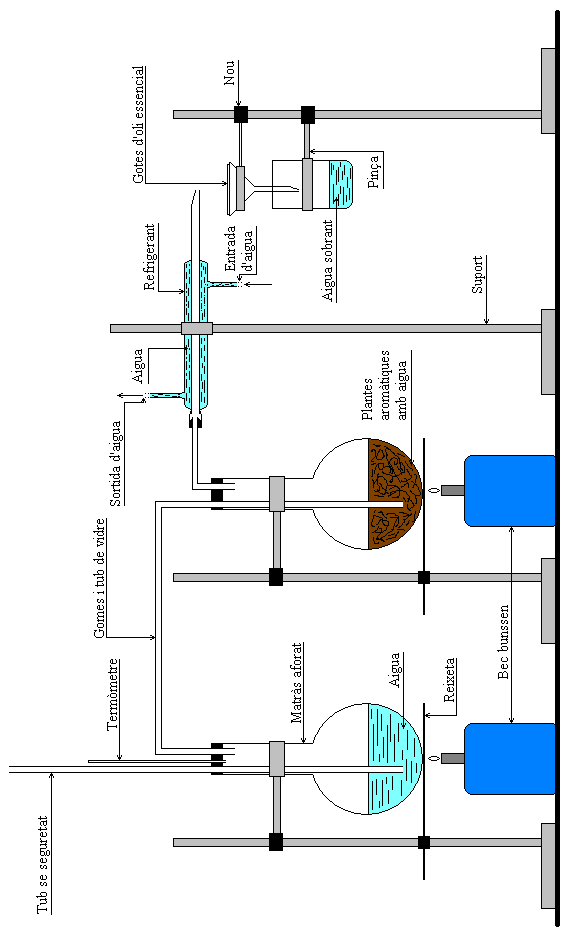 Tub se seguretat
Gomes i tub de vidre
Termòmetre
Sortida d'aigua
Aigua
Gotes d'oli essencial
Refrigerant
Nou
Entrada
d'aigua
Matràs aforat
Aigua sobrant
Plantes
aromàtiques
amb aigua
Pinça
Aigua
Reixeta
Suport
Bec bunssen